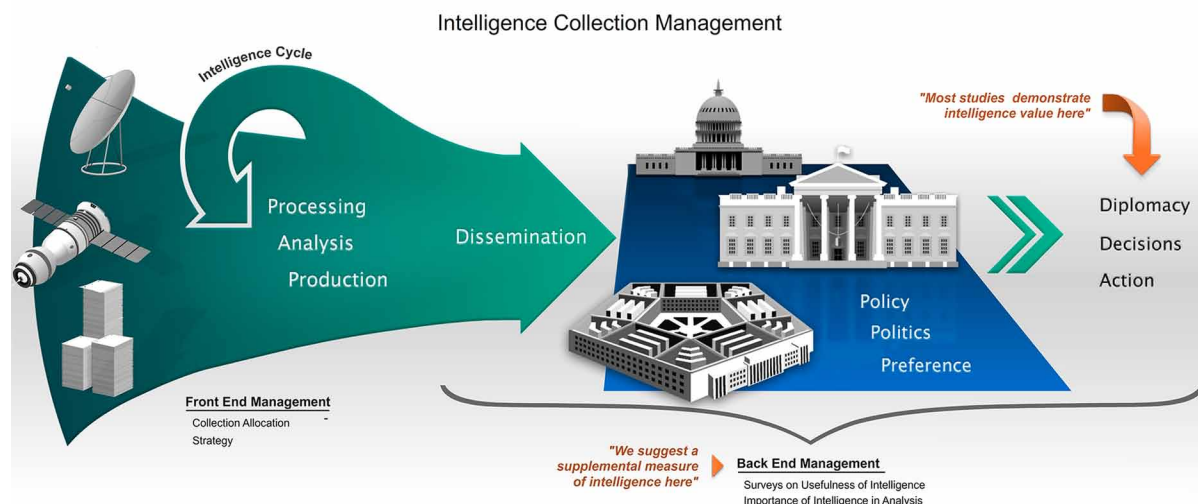 Intelligence Collection Management
Intelligence Cycle
"Most studies demonstrate
intelligence value here"
Processing
Analysis
Production
Dissemination
Policy
Politics
Preference
Diplomacy
Decisions
Action
Front End Management
Collection Allocation -
Strategy
"We suggest a
supplemental measure
of intelligence here"
Back End Management
Surveys on Usefulness of Intelligence
Importance of Intelligence in Analysis